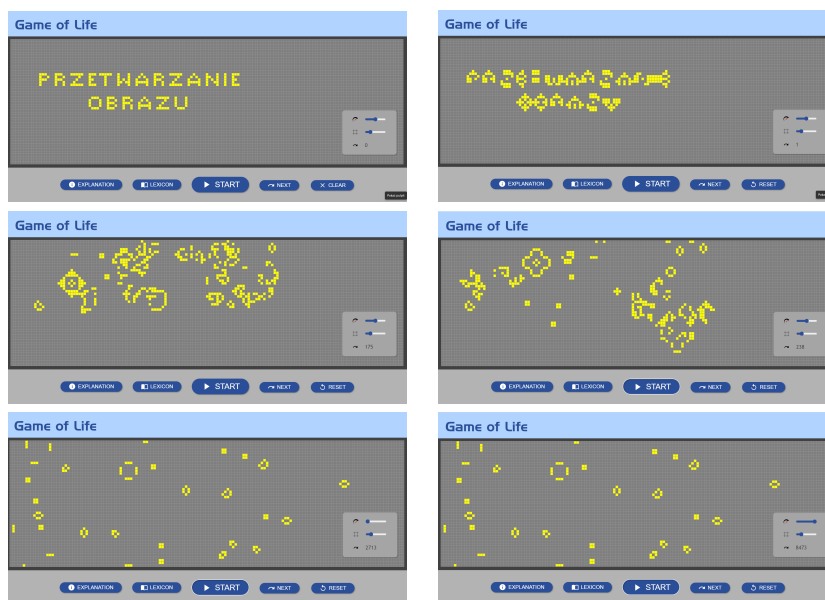 Game of Life
PRZETWARZANIE
OBRAZU
0
EXPLANATION LEXICON START NEXT CLEAR
Game of Life
1
EXPLANATION LEXICON START NEXT RESET
Game of Life
175
EXPLANATION LEXICON START NEXT RESET
Game of Life
238
EXPLANATION LEXICON START NEXT RESET
Game of Life
2713
EXPLANATION LEXICON START NEXT RESET
Game of Life
8473
EXPLANATION LEXICON START NEXT RESET